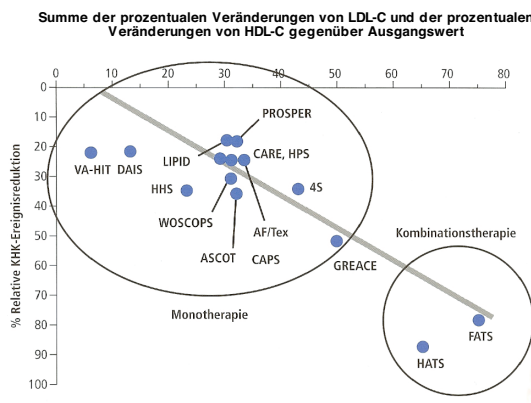 Summe der prozentualen Veränderungen von LDL-C und der prozentualen
Veränderungen von HDL-C gegenüber Ausgangswert
0 10 20 30 40 50 60 70 80
0
10
20
30
40
50
60
70
80
90
100
% Relative KHK-Ereignisreduktion
PROSPER
LIPID
CARE, HPS
VA-HIT DAIS
HHS
4S
WOSCOPS
AF/Tex
CAPS
ASCOT
GREACE
Kombinationstherapie
Monotherapie
FATS
HATS